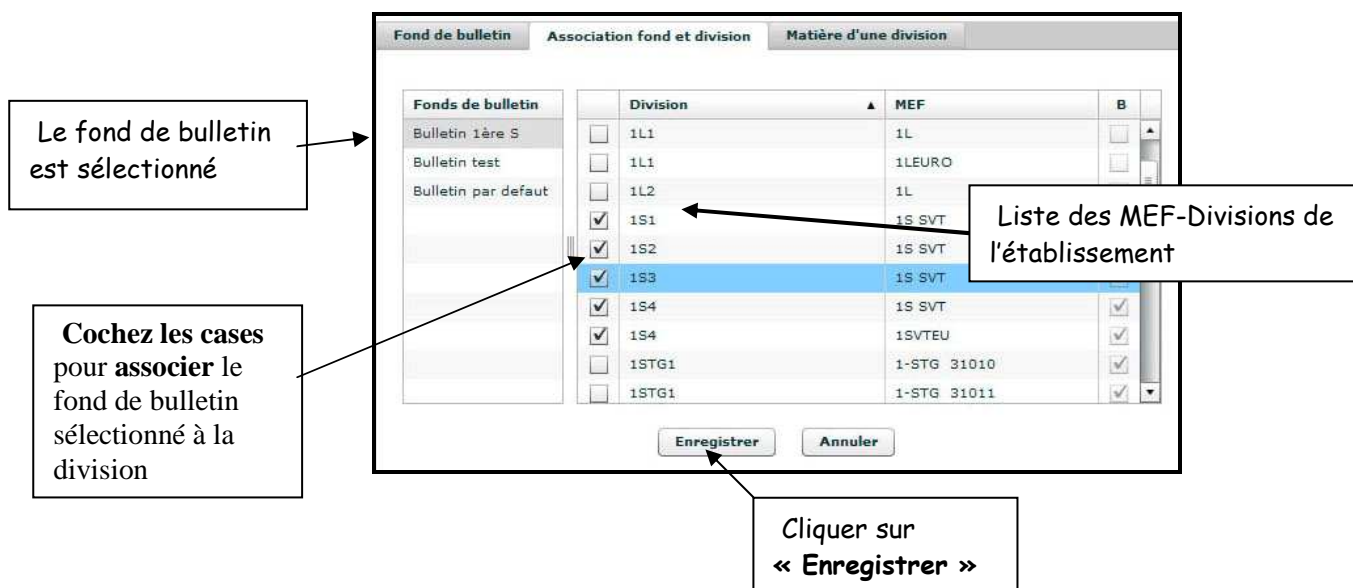 Fond de bulletin Association fond et division Matière d'une division
Le fond de bulletin
est sélectionné
Fonds de bulletin Division ▲ MEF B
Bulletin 1ère S 1L1 1L
Bulletin test 1L1 1LEURO
Bulletin par defaut 1L2 1L
1S1 1S SVT
1S2 1S SVT
1S3 1S SVT
1S4 1S SVT
1S4 1SVTEU
1STG1 1-STG 31010
1STG1 1-STG 31011
Liste des MEF-Divisions de
l'établissement
Cochez les cases
pour associer le
fond de bulletin
sélectionné à la
division
Enregistrer Annuler
Cliquer sur
« Enregistrer »